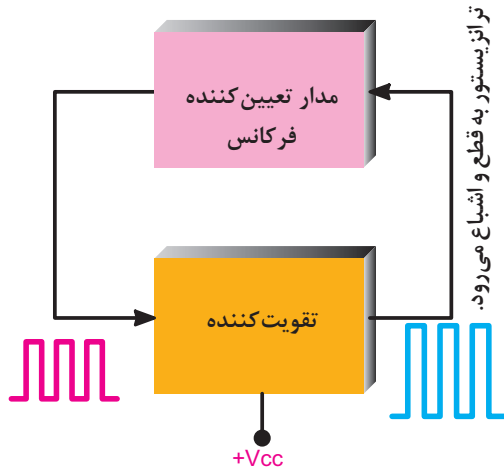 مدار تعیین‌کننده
فرکانس
ترانزیستور به قطع و اشباع می‌رود.
تقویت‌کننده
+Vcc